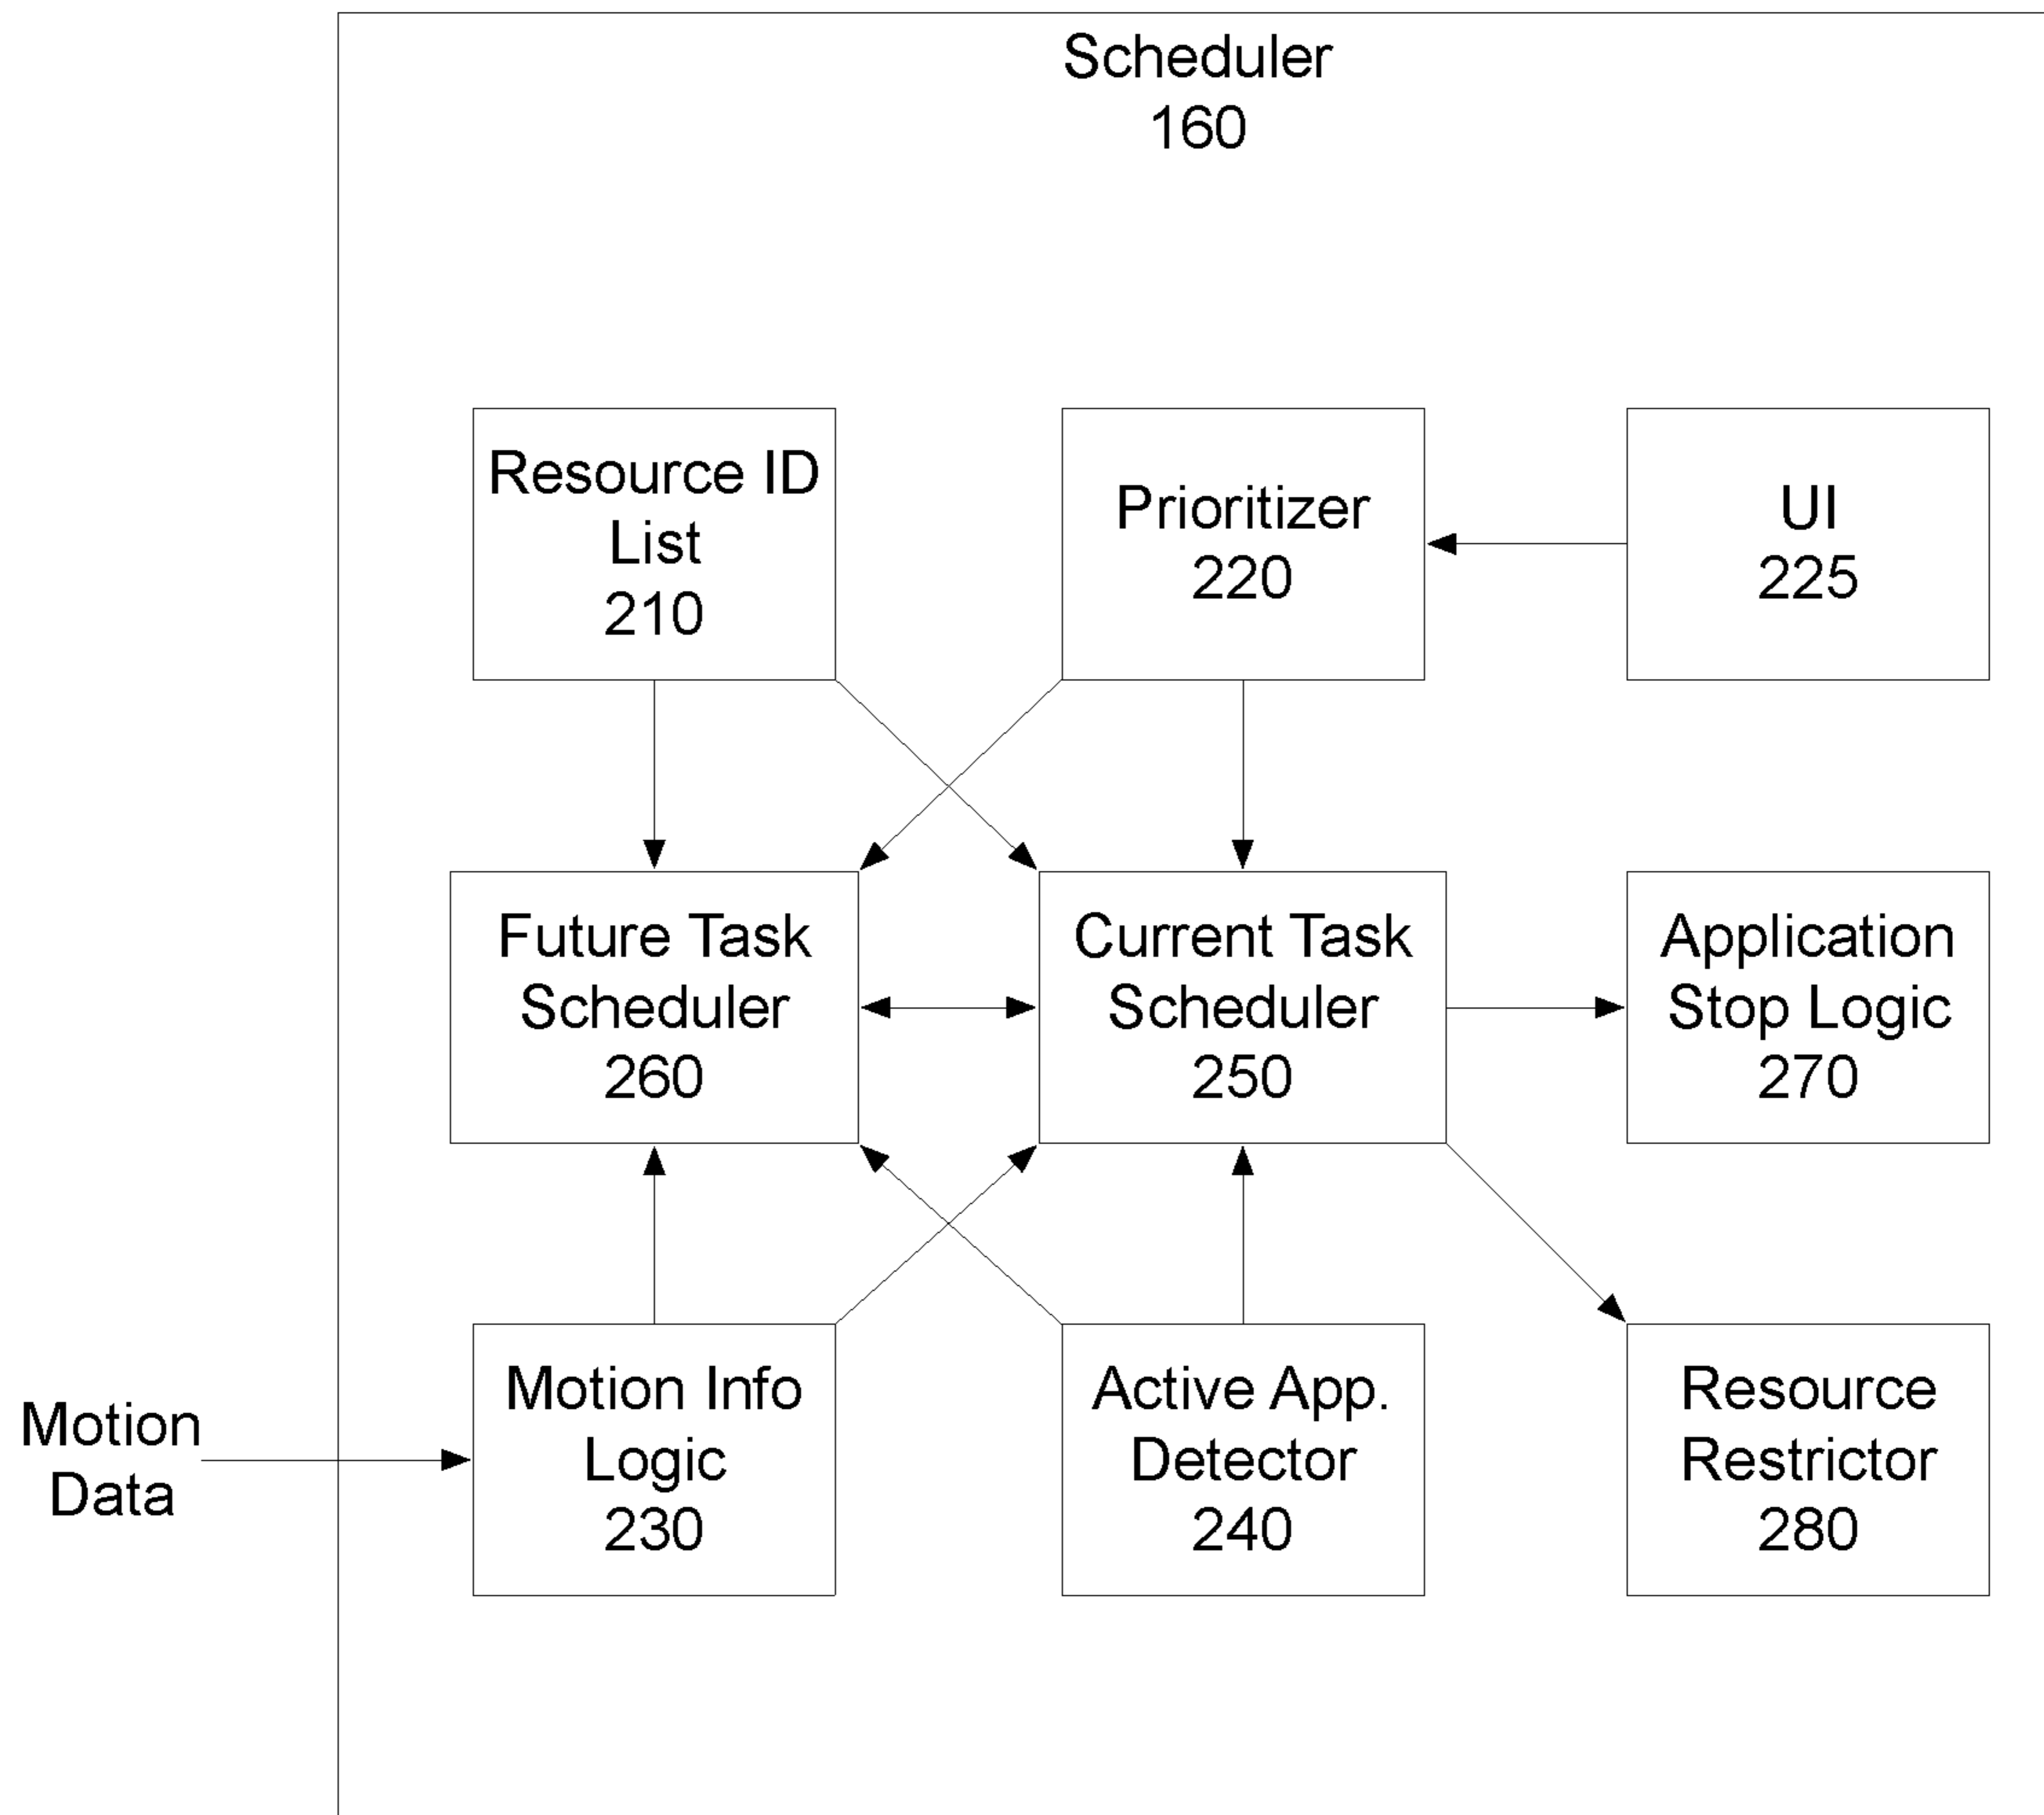 Scheduler
160
Resource ID
List
210
Prioritizer
220
UI
225
Future Task
Scheduler
260
Current Task
Scheduler
250
Application
Stop Logic
270
Motion
Data
Motion Info
Logic
230
Active App.
Detector
240
Resource
Restrictor
280